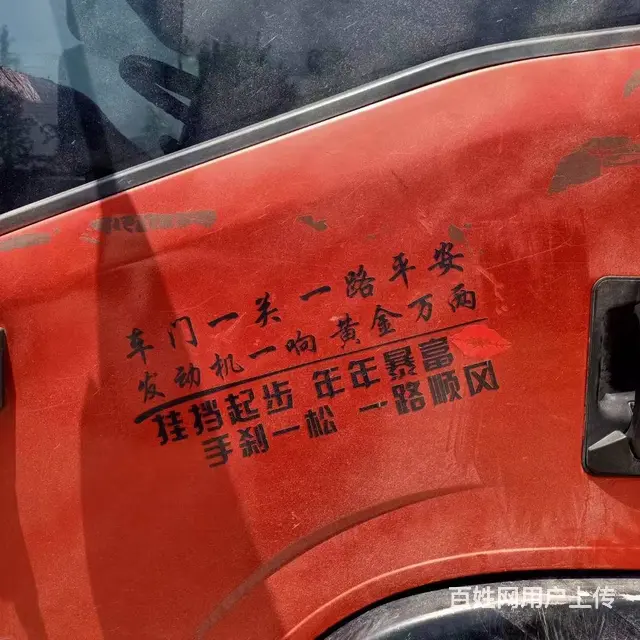 车门一关 一路平安
发动机一响黄金万两
挂挡起步 年年暴富
手刹一松 一路顺风
百姓网用户上传